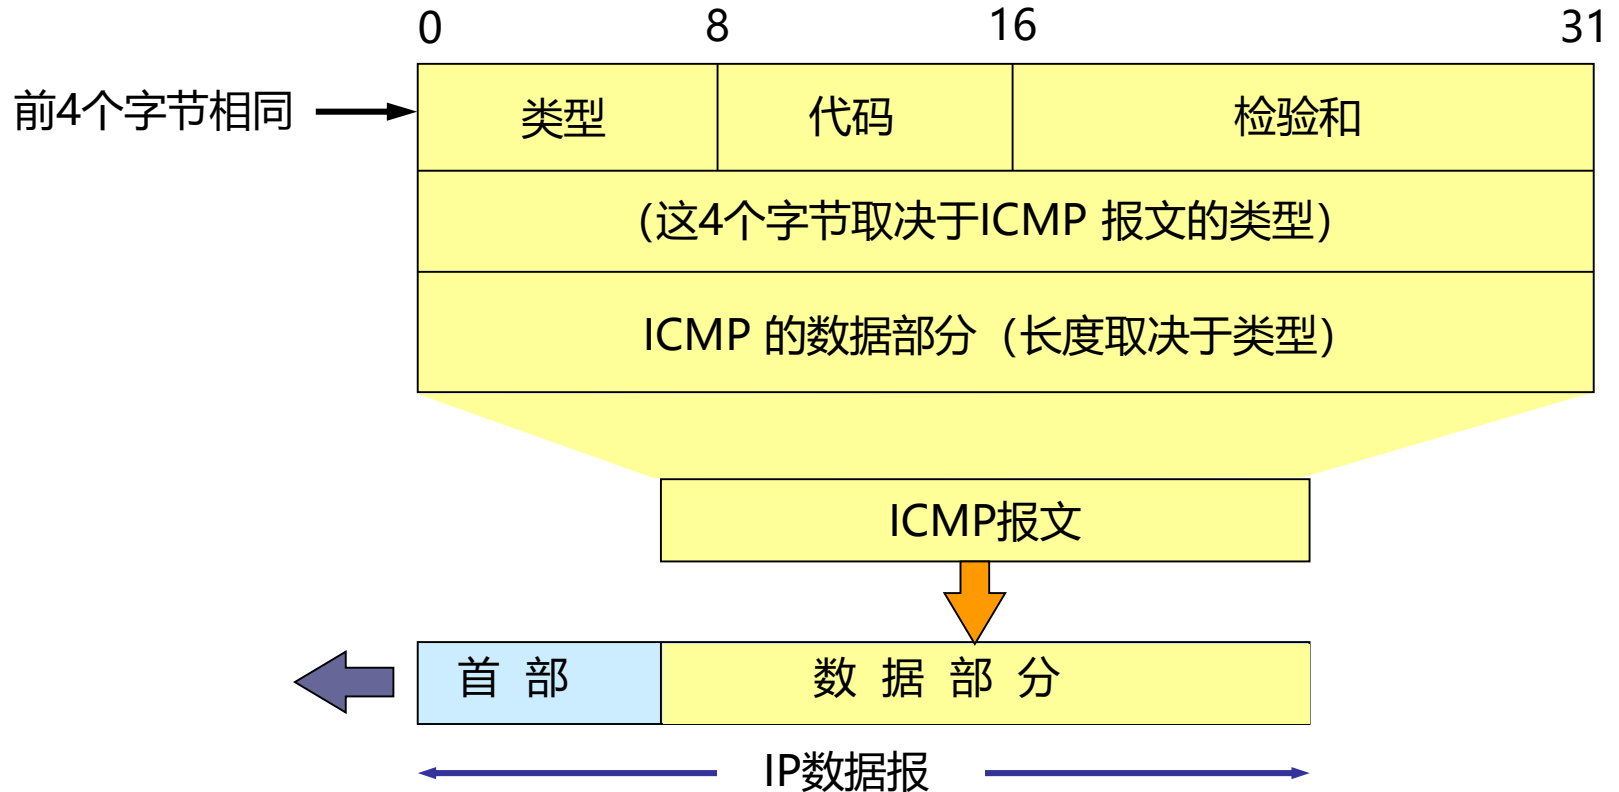 0 8 16 31
前4个字节相同
类型 代码 检验和
（这4个字节取决于ICMP 报文的类型）
ICMP 的数据部分（长度取决于类型）
ICMP报文
首 部 数 据 部 分
IP数据报